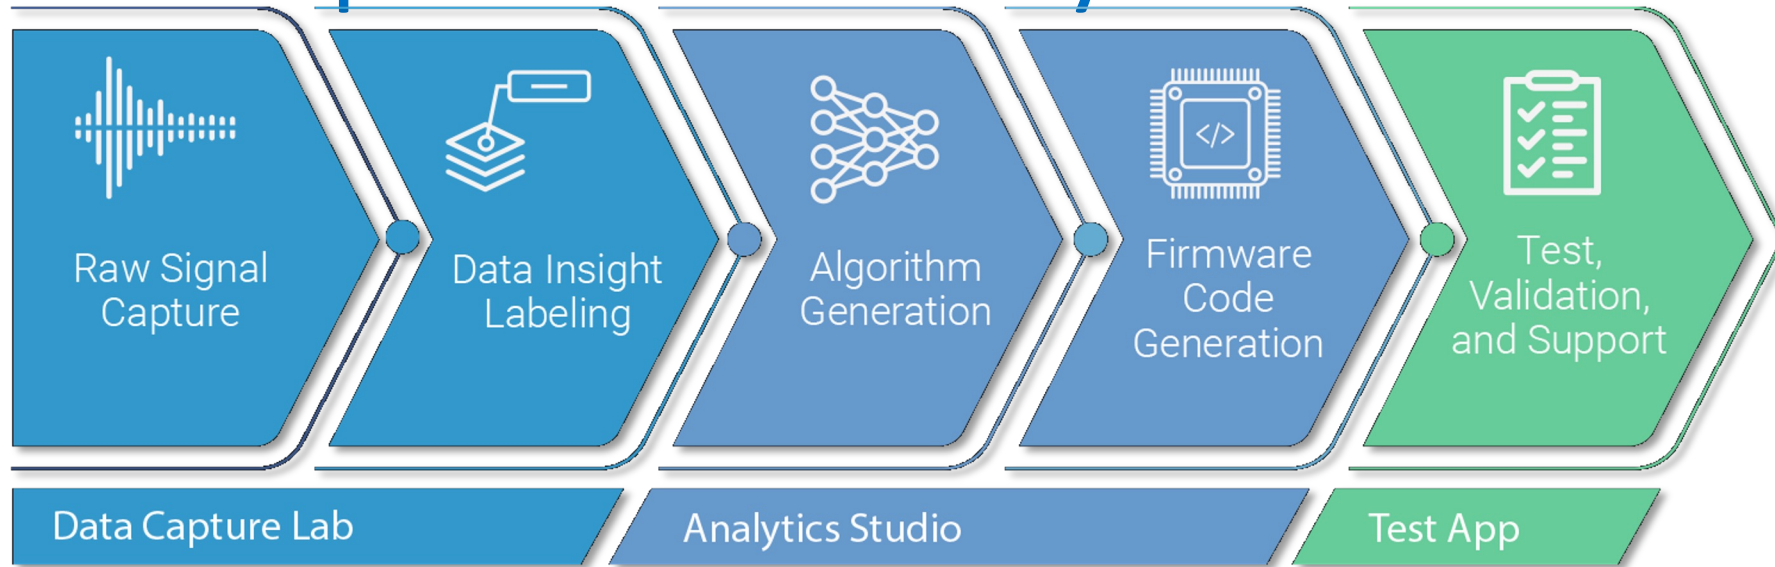 Raw Signal
Capture
Data Insight
Labeling
Algorithm
Generation
Firmware
Code
Generation
</>
Test,
Validation,
and Support
Data Capture Lab
Analytics Studio
Test App